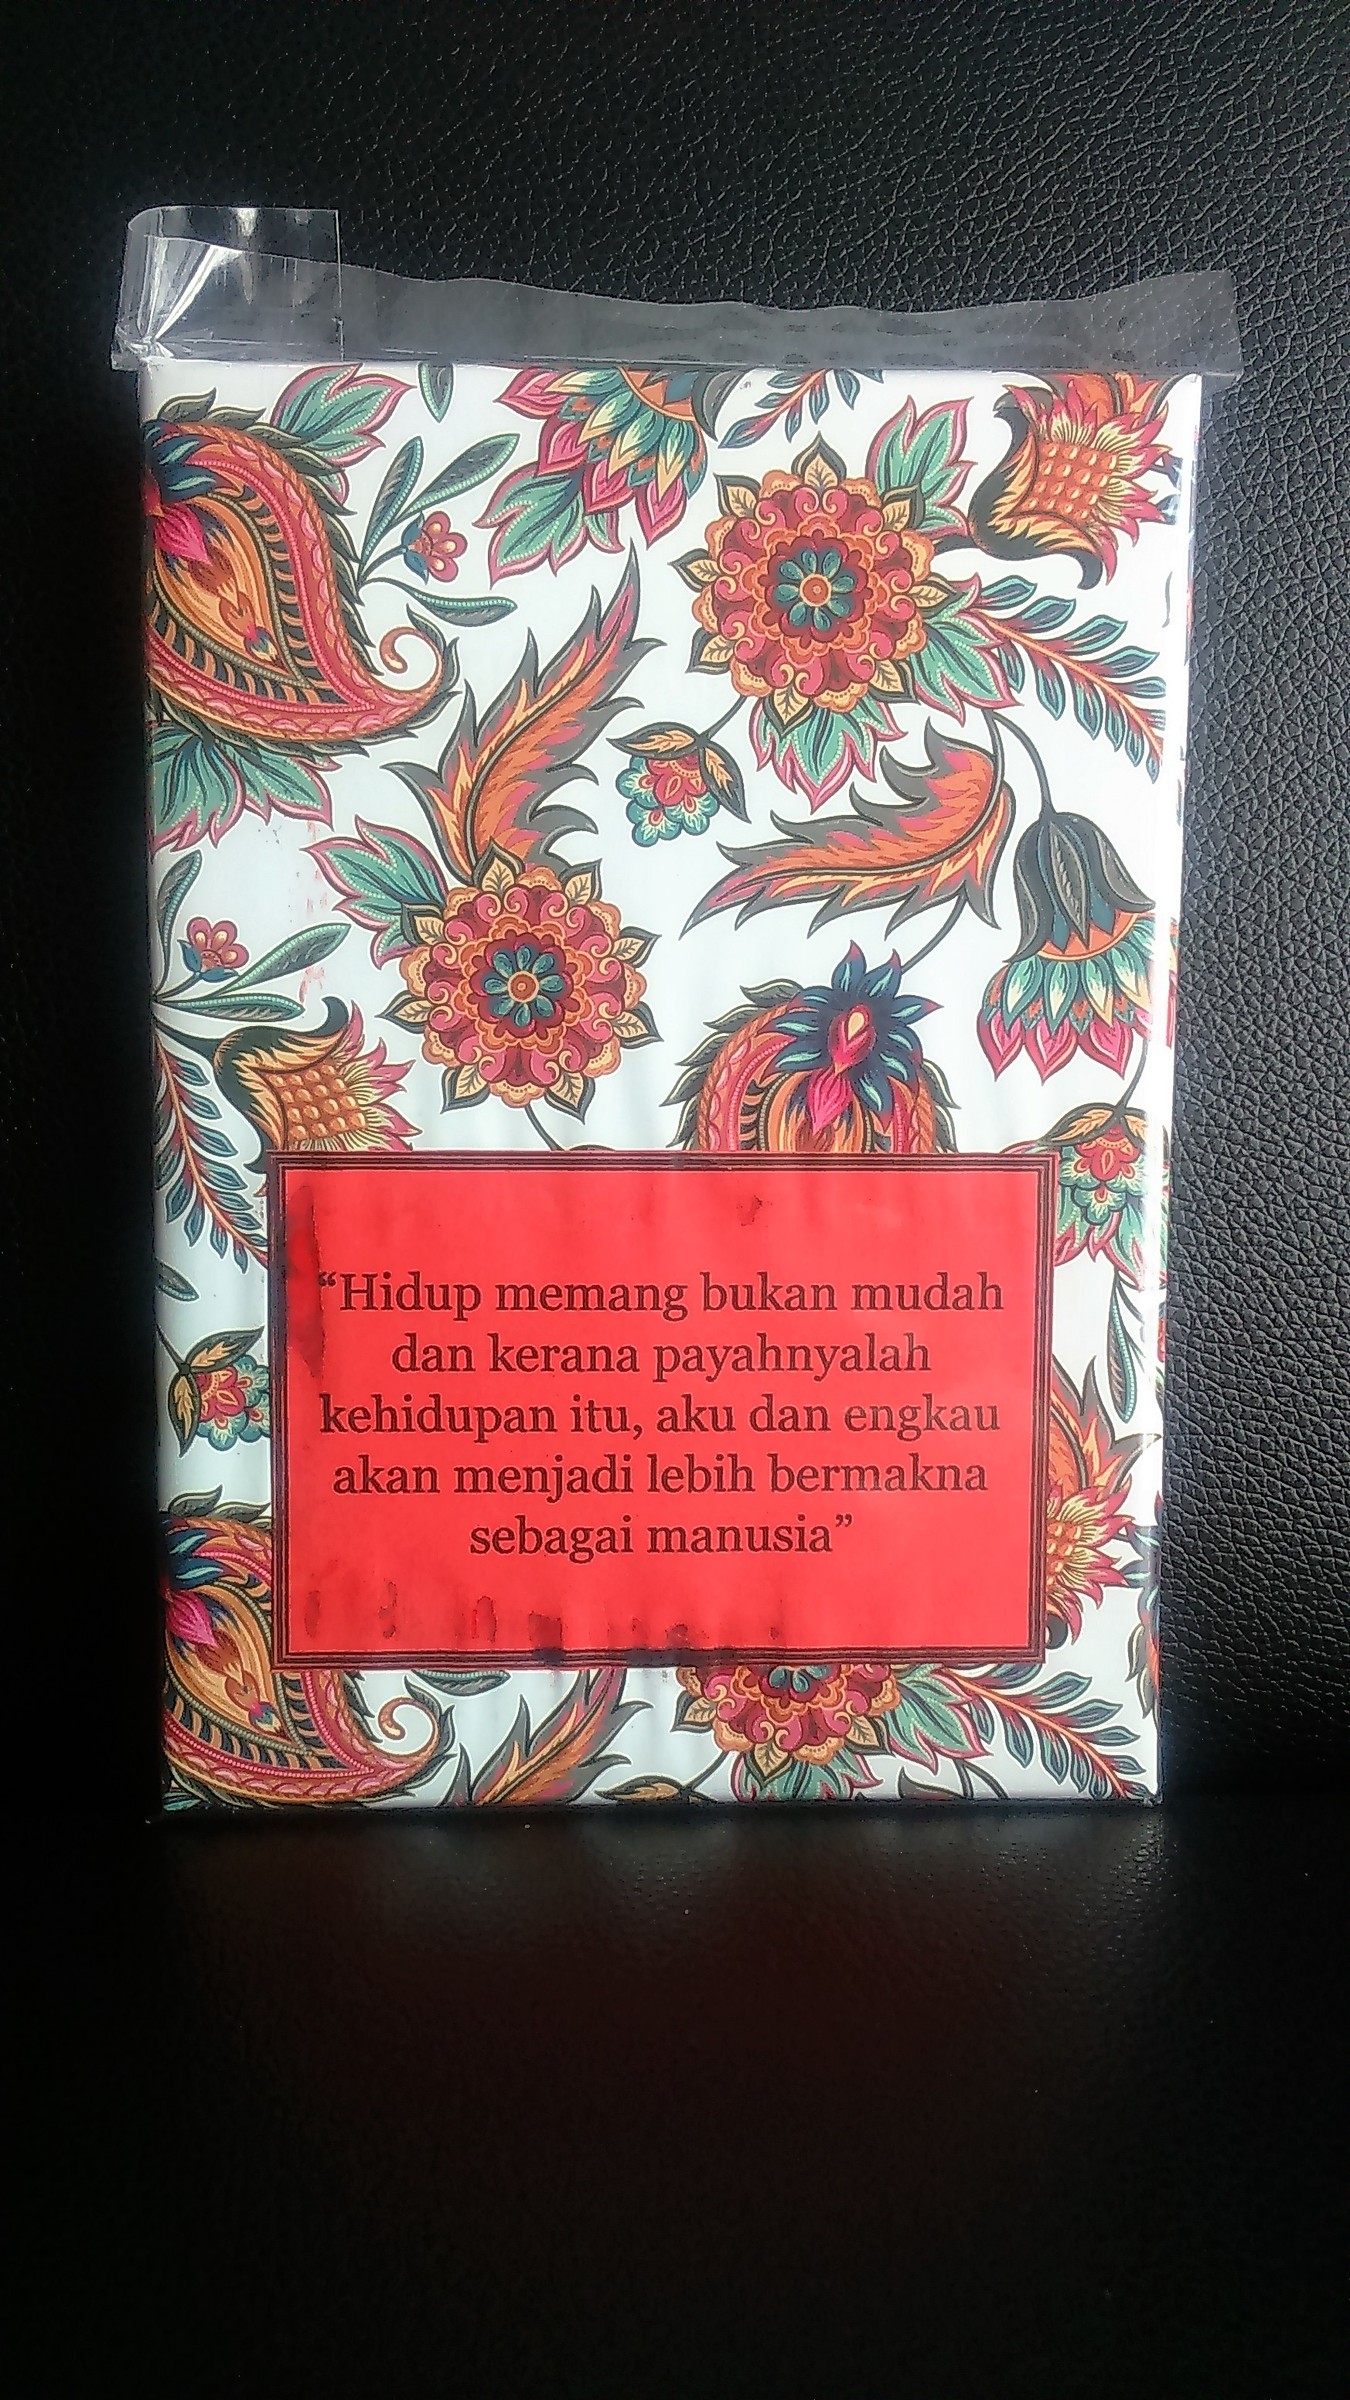 “Hidup memang bukan mudah
dan kerana payahnyalah
kehidupan itu, aku dan engkau
akan menjadi lebih bermakna
sebagai manusia”